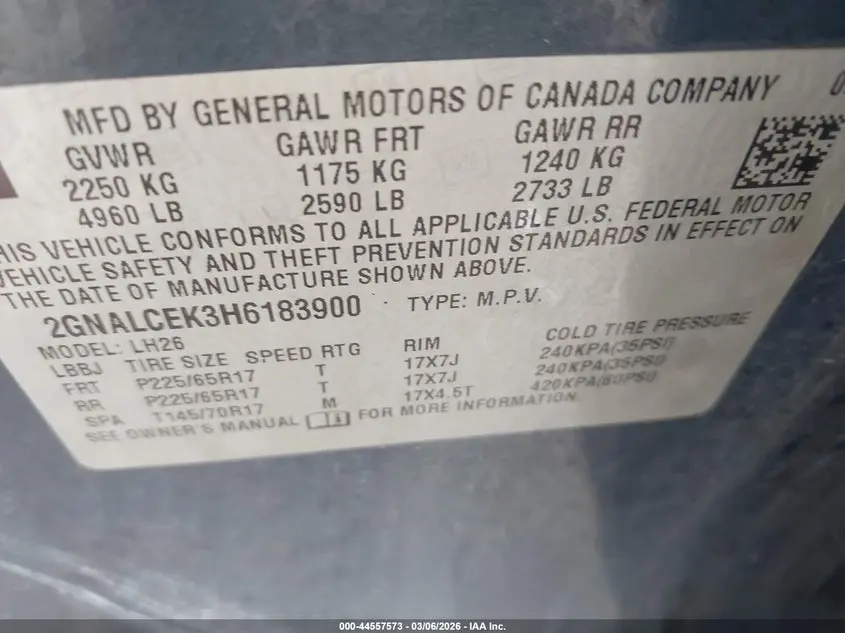 MFD BY GENERAL MOTORS OF CANADA COMPANY
GVWR GAWR FRT GAWR RR
2250 KG 1175 KG 1240 KG
4960 LB 2590 LB 2733 LB
VEHICLE CONFORMS TO ALL APPLICABLE U.S. FEDERAL MOTOR
VEHICLE SAFETY AND THEFT PREVENTION STANDARDS IN EFFECT ON
THE DATE OF MANUFACTURE SHOWN ABOVE.
2GNALCEK3H6183900 TYPE: M.P.V.
MODEL: LH26
LBBJ TIRE SIZE SPEED RTG RIM COLD TIRE PRESSURE
FRT P225/65R17 T 17X7J 240KPA(35PSI)
RR P225/65R17 T 17X7J 240KPA(35PSI)
SPA T145/70R17 M 17X4.5T 420KPA(60PSI)
SEE OWNER'S MANUAL FOR MORE INFORMATION.
000-44557573 - 03/06/2026 - IAA Inc.